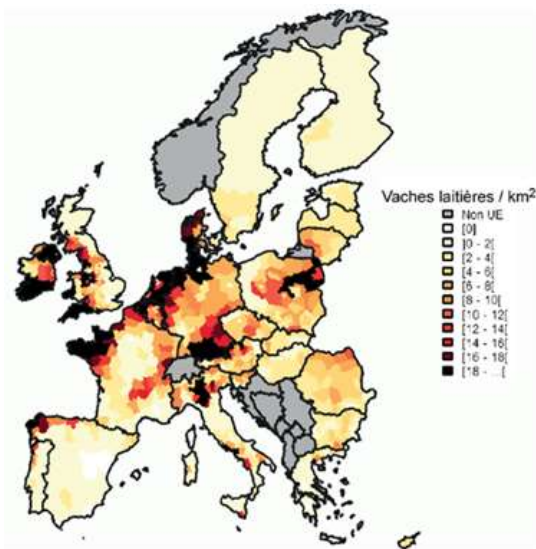 Vaches laitières / km²
Non UE
[0]
]0 - 2[
[2 - 4[
[4 - 6[
[6 - 8[
[8 - 10[
[10 - 12[
[12 - 14[
[14 - 16[
[16 - 18[
[18 - ...[